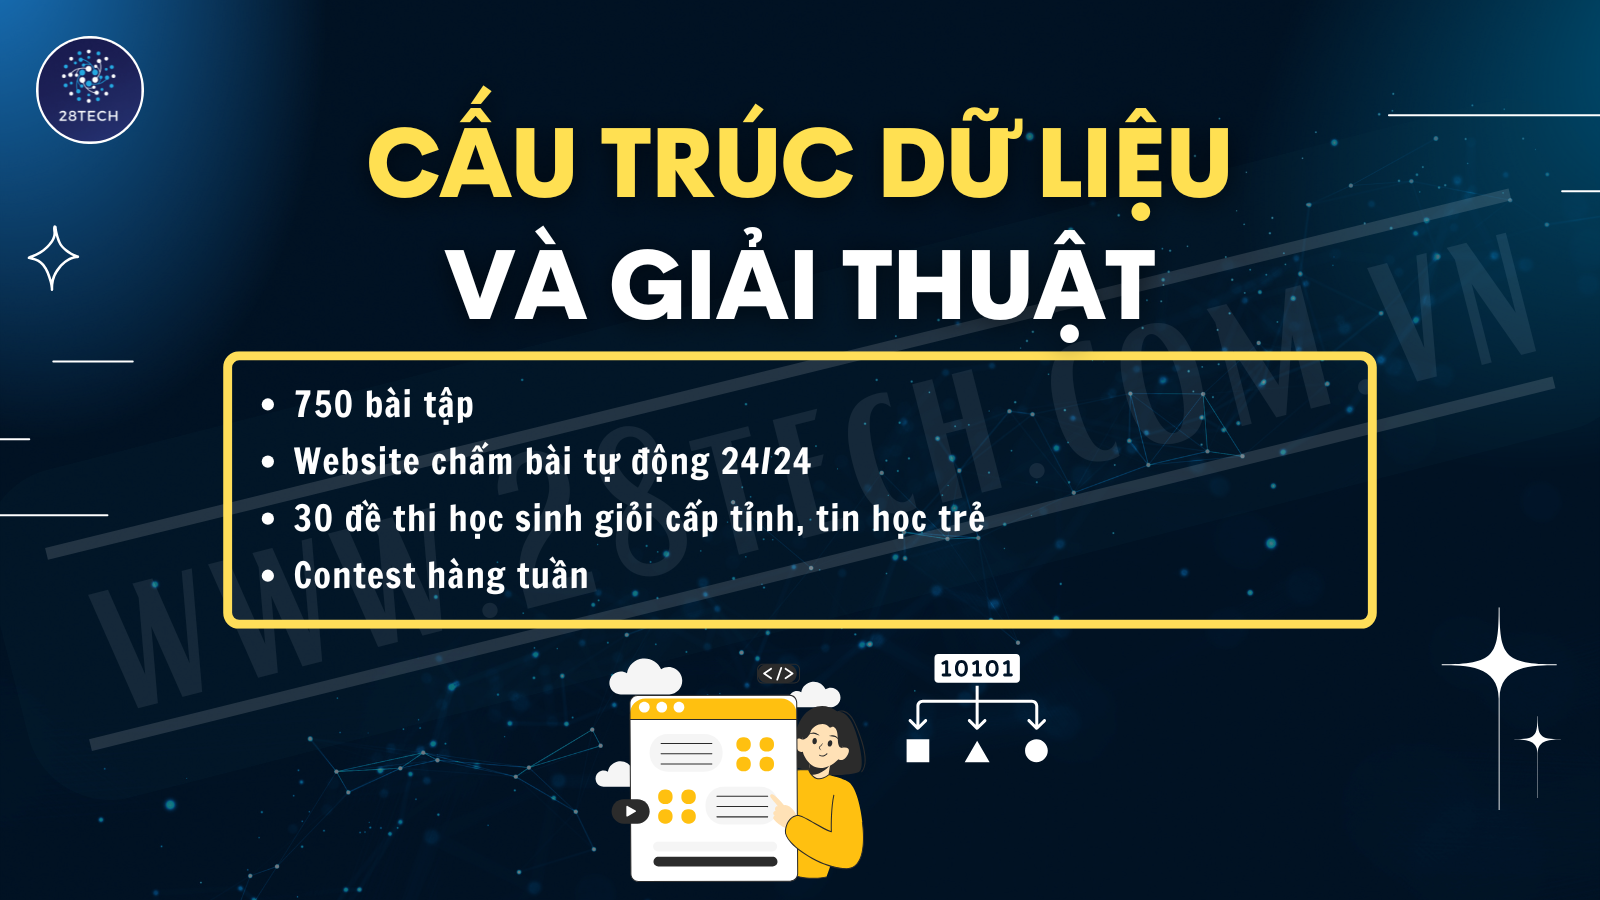 28TECH
CẤU TRÚC DỮ LIỆU
VÀ GIẢI THUẬT
• 750 bài tập
• Website chấm bài tự động 24/24
• 30 đề thi học sinh giỏi cấp tỉnh, tin học trẻ
• Contest hàng tuần
WWW.28TECH.COM.VN
</>
10101